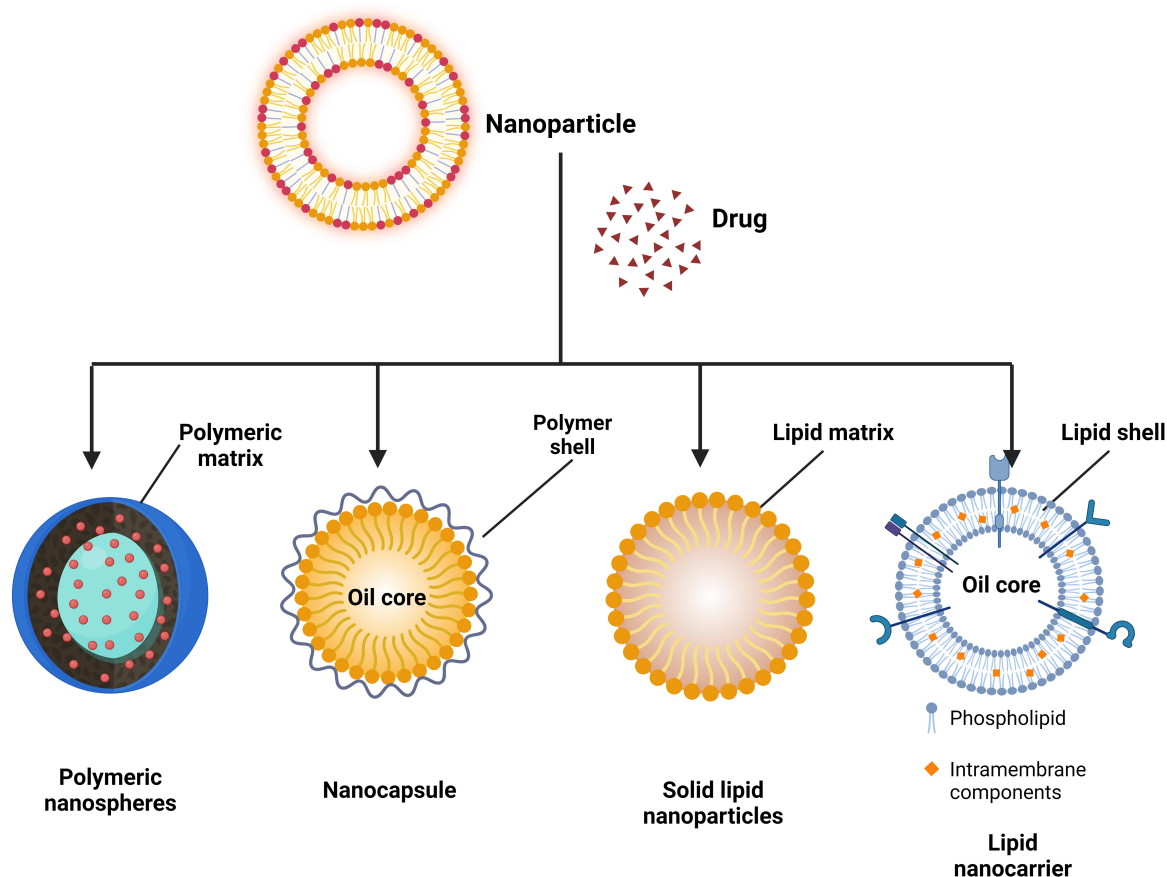 Nanoparticle
Drug
Polymeric
matrix
Polymer
shell
Lipid matrix
Lipid shell
Oil core
Oil core
Phospholipid
Intramembrane
components
Polymeric
nanospheres
Nanocapsule
Solid lipid
nanoparticles
Lipid
nanocarrier